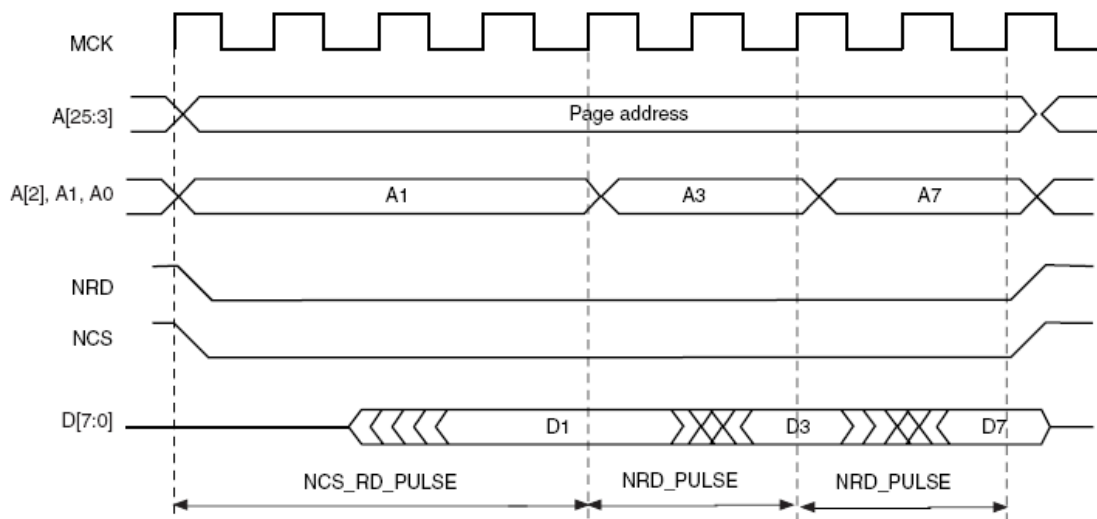 MCK
A[25:3]
Page address
A[2], A1, A0
A1
A3
A7
NRD
NCS
D[7:0]
D1
D3
D7
NCS_RD_PULSE
NRD_PULSE
NRD_PULSE